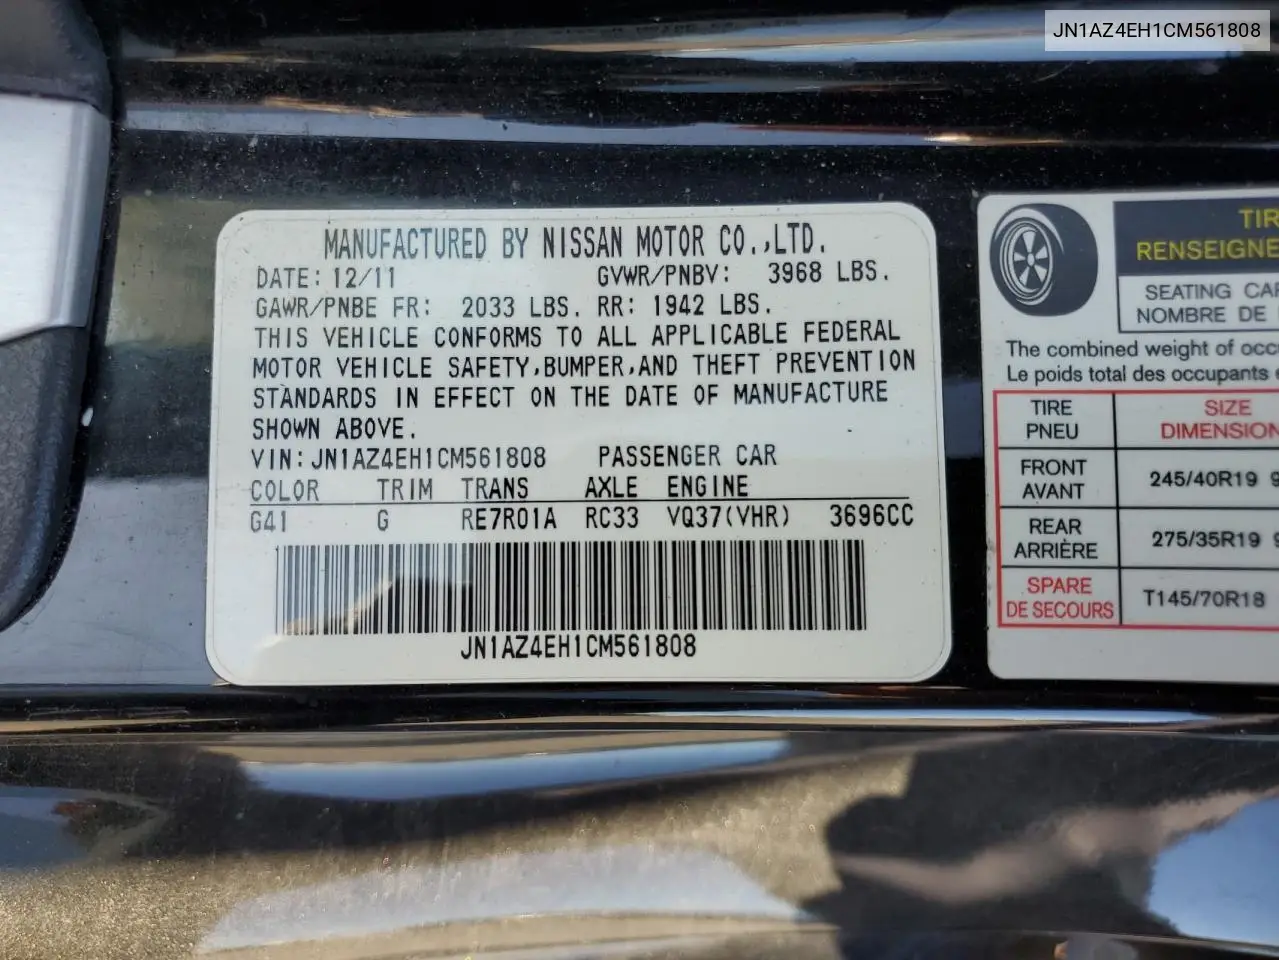 JN1AZ4EH1CM561808
MANUFACTURED BY NISSAN MOTOR CO.,LTD.
DATE: 12/11 GVWR/PNBV: 3968 LBS.
GAWR/PNBE FR: 2033 LBS. RR: 1942 LBS.
THIS VEHICLE CONFORMS TO ALL APPLICABLE FEDERAL
MOTOR VEHICLE SAFETY,BUMPER,AND THEFT PREVENTION
STANDARDS IN EFFECT ON THE DATE OF MANUFACTURE
SHOWN ABOVE.
VIN: JN1AZ4EH1CM561808 PASSENGER CAR
COLOR TRIM TRANS AXLE ENGINE
G41 G RE7R01A RC33 VQ37(VHR) 3696CC
JN1AZ4EH1CM561808
TIR
RENSEIGNE
SEATING CAP
NOMBRE DE
The combined weight of occ
Le poids total des occupants
TIRE SIZE
PNEU DIMENSION
FRONT
AVANT 245/40R19 9
REAR
ARRIÈRE 275/35R19 9
SPARE
DE SECOURS T145/70R18